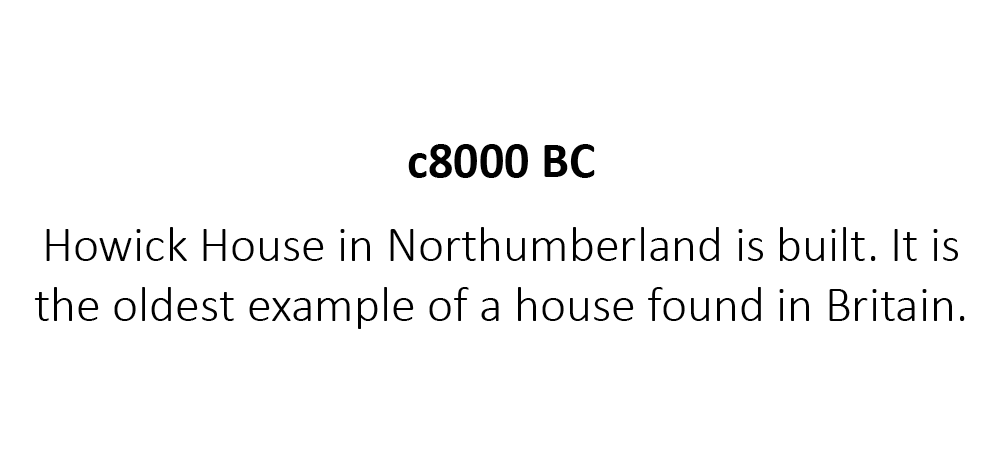 c8000 BC
Howick House in Northumberland is built. It is
the oldest example of a house found in Britain.